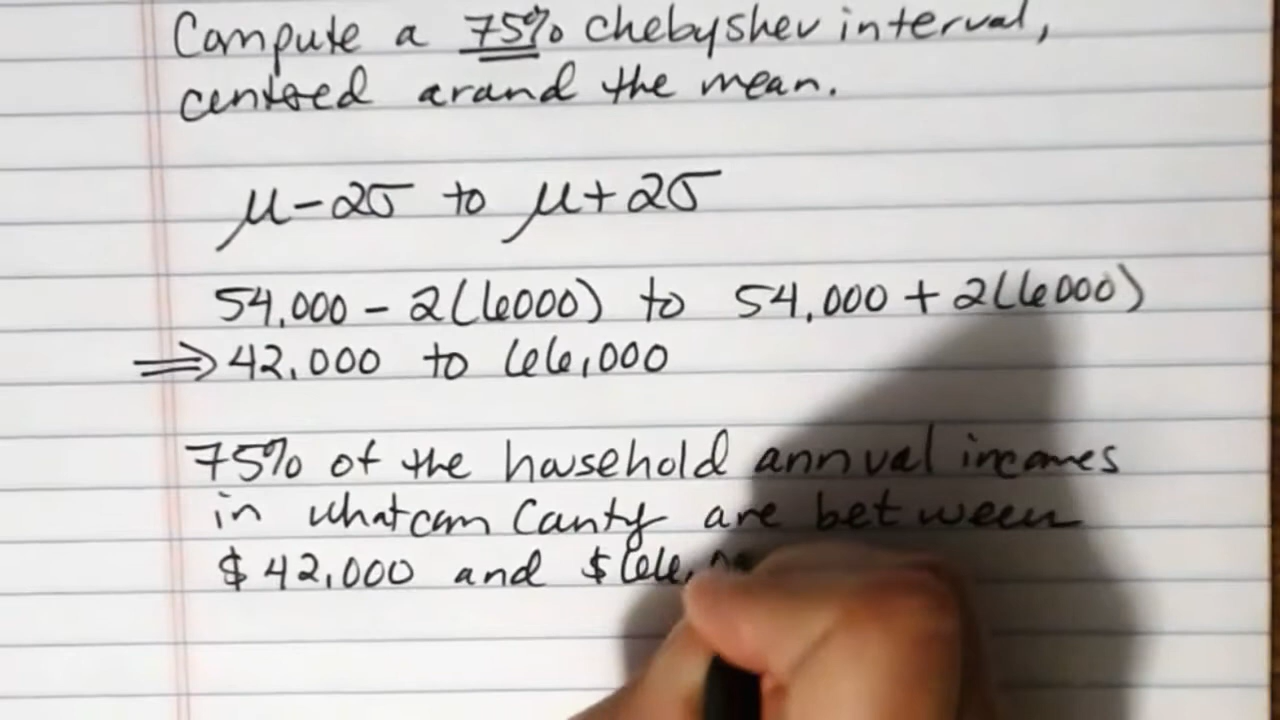 Compute a 75% Chebyshev interval,
centered around the mean.
μ-2σ to μ+2σ
54,000 - 2(6000) to 54,000 + 2(6000)
⟹ 42,000 to 66,000
75% of the household annual incomes
in Whatcom County are between
$42,000 and $66,